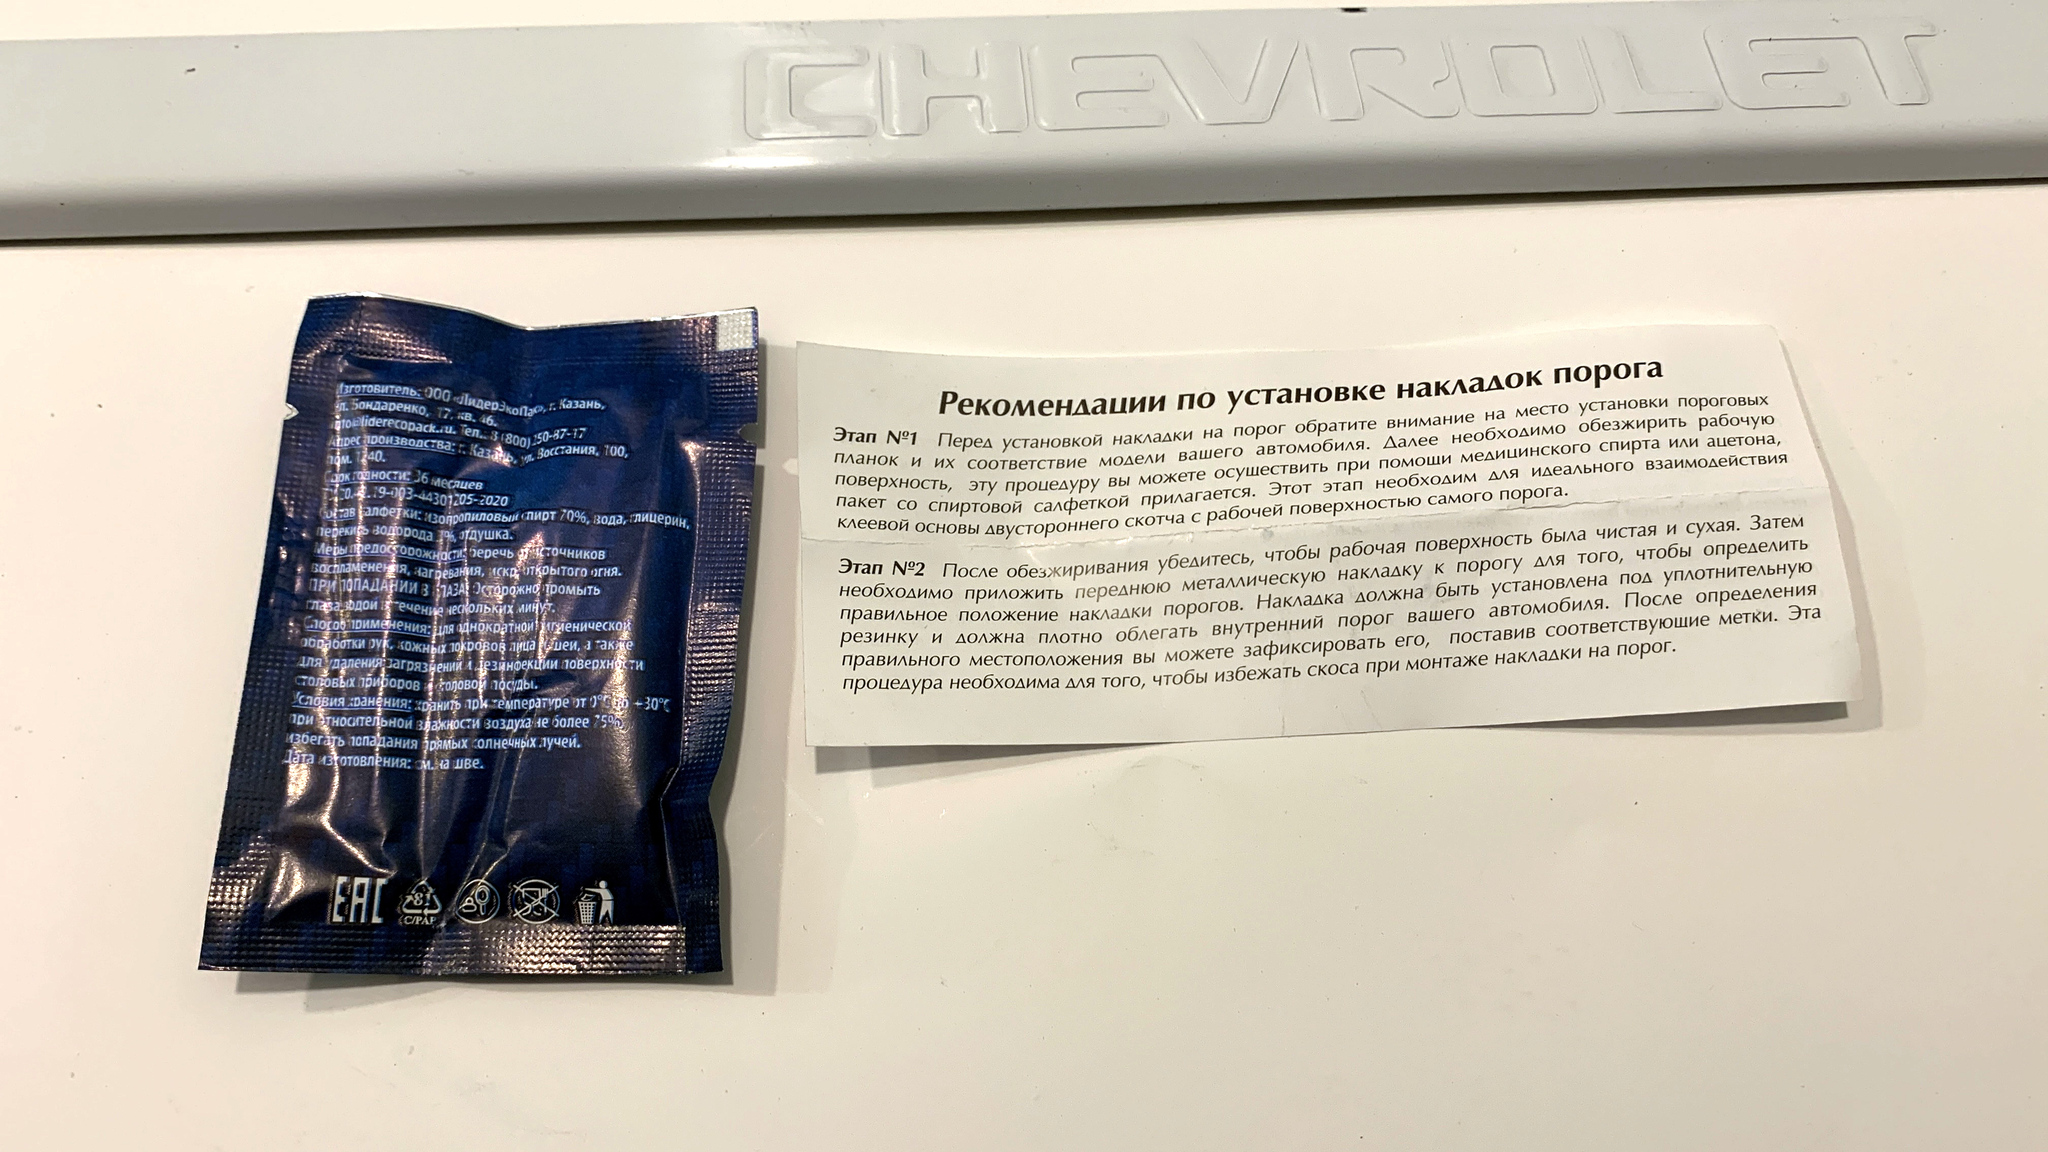 CHEVROLET
Изготовитель: ООО «ЛидерЭкоПак», г. Казань,
ул. Бондаренко, 17, кв. 46.
info@liderecopack.ru. Тел.: 8 (800) 250-87-17
Адрес производства: г. Казань, ул. Восстания, 100,
пом. 1240.
Срок годности: 36 месяцев
Состав салфетки: изопропиловый спирт 70%, вода, глицерин,
перекись водорода 3%, отдушка.
Меры предосторожности: беречь от источников
воспламенения, нагревания, искр, открытого огня.
ПРИ ПОПАДАНИИ В ГЛАЗА: Осторожно промыть
глаза водой в течение нескольких минут.
Способ применения: для однократной гигиенической
обработки рук, кожных покровов лица и шеи, а также
для удаления загрязнений и дезинфекции поверхности
столовых приборов и столовой посуды.
Условия хранения: хранить при температуре от 0°C до +30°C
при относительной влажности воздуха не более 75%,
избегать попадания прямых солнечных лучей.
Дата изготовления: см. на шве.
EAC
81
C/PAP
Рекомендации по установке накладок порога
Этап №1 Перед установкой накладки на порог обратите внимание на место установки пороговых
планок и их соответствие модели вашего автомобиля. Далее необходимо обезжирить рабочую
поверхность, эту процедуру вы можете осуществить при помощи медицинского спирта или ацетона,
пакет со спиртовой салфеткой прилагается. Этот этап необходим для идеального взаимодействия
клеевой основы двустороннего скотча с рабочей поверхностью самого порога.
Этап №2 После обезжиривания убедитесь, чтобы рабочая поверхность была чистая и сухая. Затем
необходимо приложить переднюю металлическую накладку к порогу для того, чтобы определить
правильное положение накладки порогов. Накладка должна быть установлена под уплотнительную
резинку и должна плотно облегать внутренний порог вашего автомобиля. После определения
правильного местоположения вы можете зафиксировать его, поставив соответствующие метки. Эта
процедура необходима для того, чтобы избежать скоса при монтаже накладки на порог.